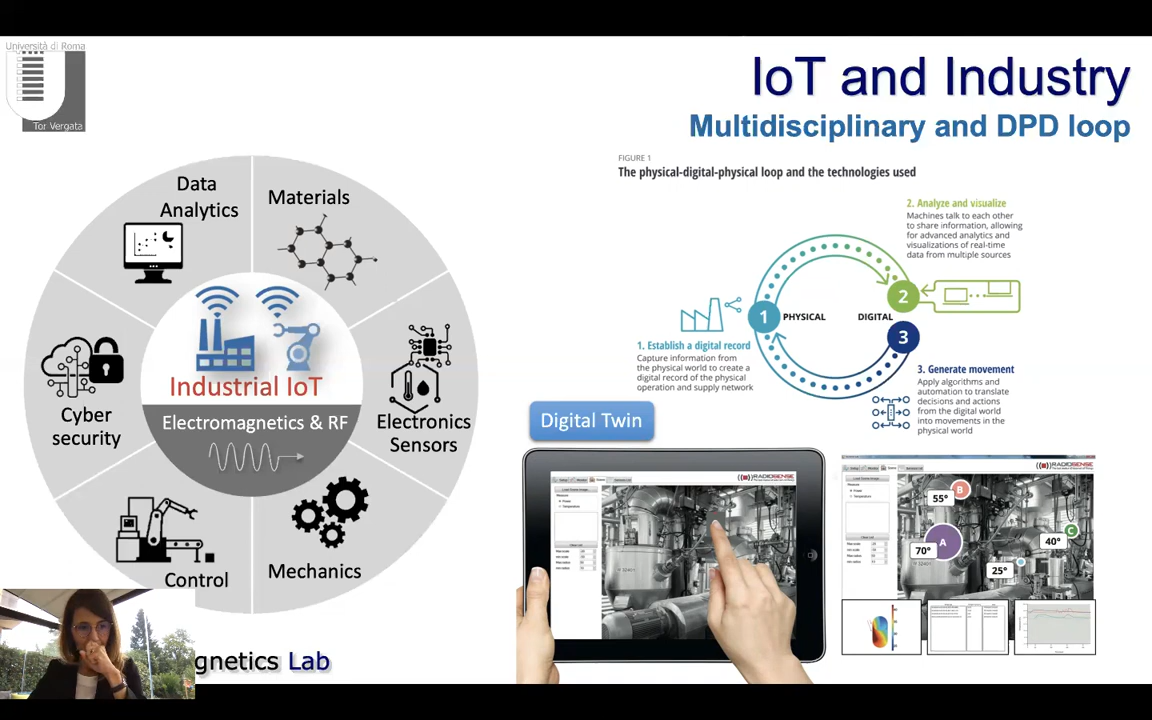 Università di Roma
Tor Vergata
IoT and Industry
Multidisciplinary and DPD loop
Data
Analytics
Materials
Cyber
security
Industrial IoT
Electromagnetics & RF
Electronics
Sensors
Control
Mechanics
gnetics Lab
FIGURE 1
The physical-digital-physical loop and the technologies used
2. Analyze and visualize
Machines talk to each other
to share information, allowing
for advanced analytics and
visualizations of real-time
data from multiple sources
1
PHYSICAL
DIGITAL
2
3
1. Establish a digital record
Capture information from
the physical world to create a
digital record of the physical
operation and supply network
3. Generate movement
Apply algorithms and
automation to translate
decisions and actions
from the digital world
into movements in the
physical world
Digital Twin
RADIOSENSE
RADIOSENSE
55°
B
A
70°
40°
C
25°